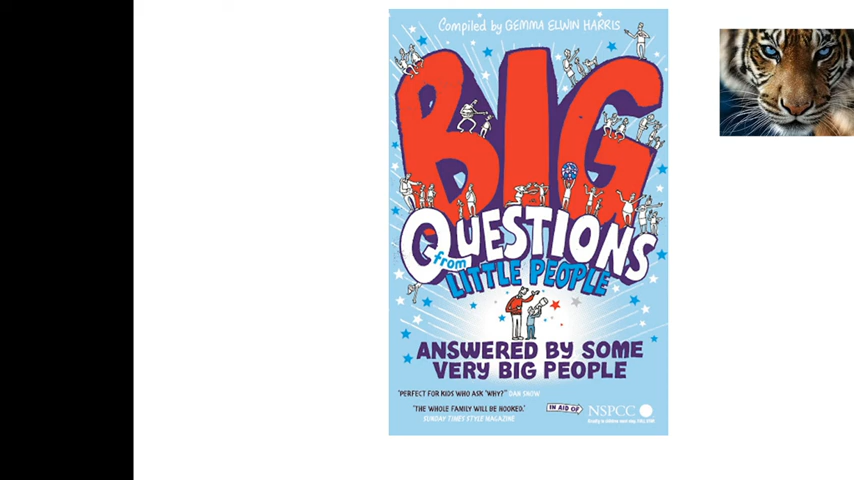 Compiled by GEMMA ELWIN HARRIS
BIG
QUESTIONS
from
LITTLE PEOPLE
ANSWERED BY SOME
VERY BIG PEOPLE
'PERFECT FOR KIDS WHO ASK 'WHY?'' DAN SNOW
'THE WHOLE FAMILY WILL BE HOOKED.'
SUNDAY TIMES STYLE MAGAZINE
IN AID OF
NSPCC